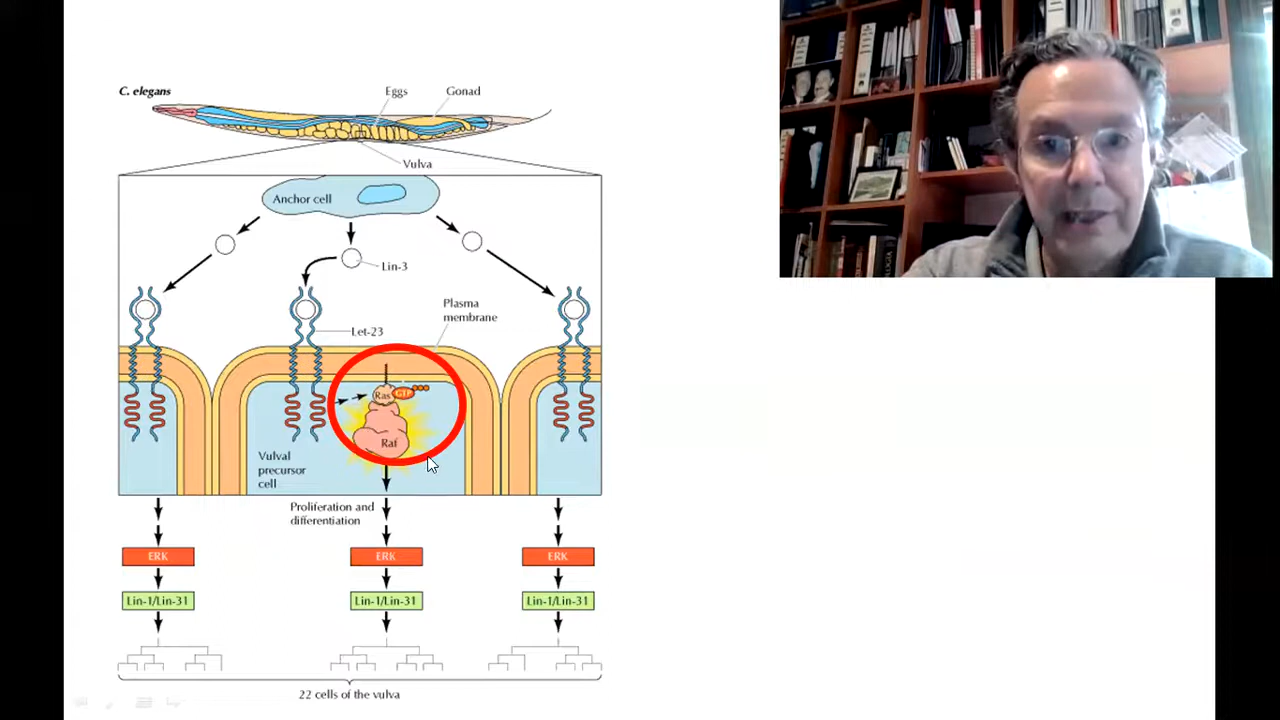 C. elegans
Eggs
Gonad
Vulva
Anchor cell
Lin-3
Plasma
membrane
Let-23
Ras
GTP
Raf
Vulval
precursor
cell
Proliferation and
differentiation
ERK
ERK
ERK
Lin-1/Lin-31
Lin-1/Lin-31
Lin-1/Lin-31
22 cells of the vulva